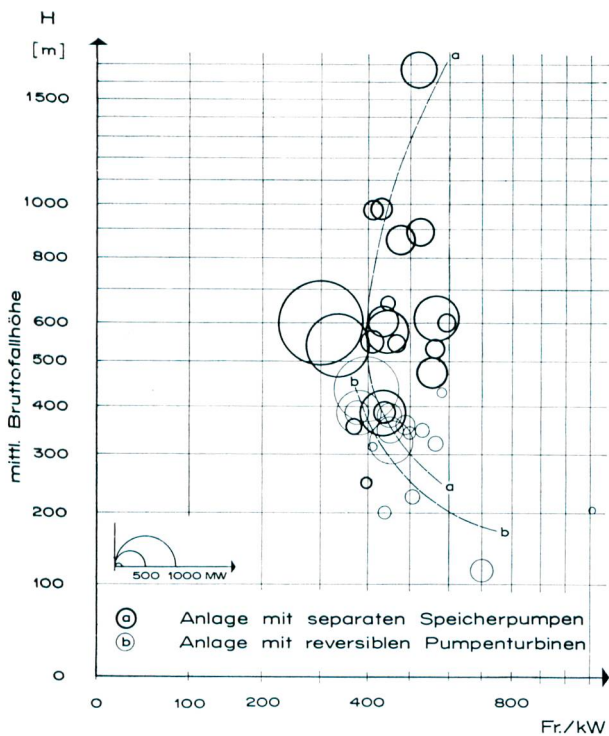 H
[m]
1500
1000
800
600
500
400
300
200
100
0
mittl. Bruttofallhöhe
a
b
a
b
500 1000 MW
a Anlage mit separaten Speicherpumpen
b Anlage mit reversiblen Pumpenturbinen
0 100 200 400 800
Fr./kW